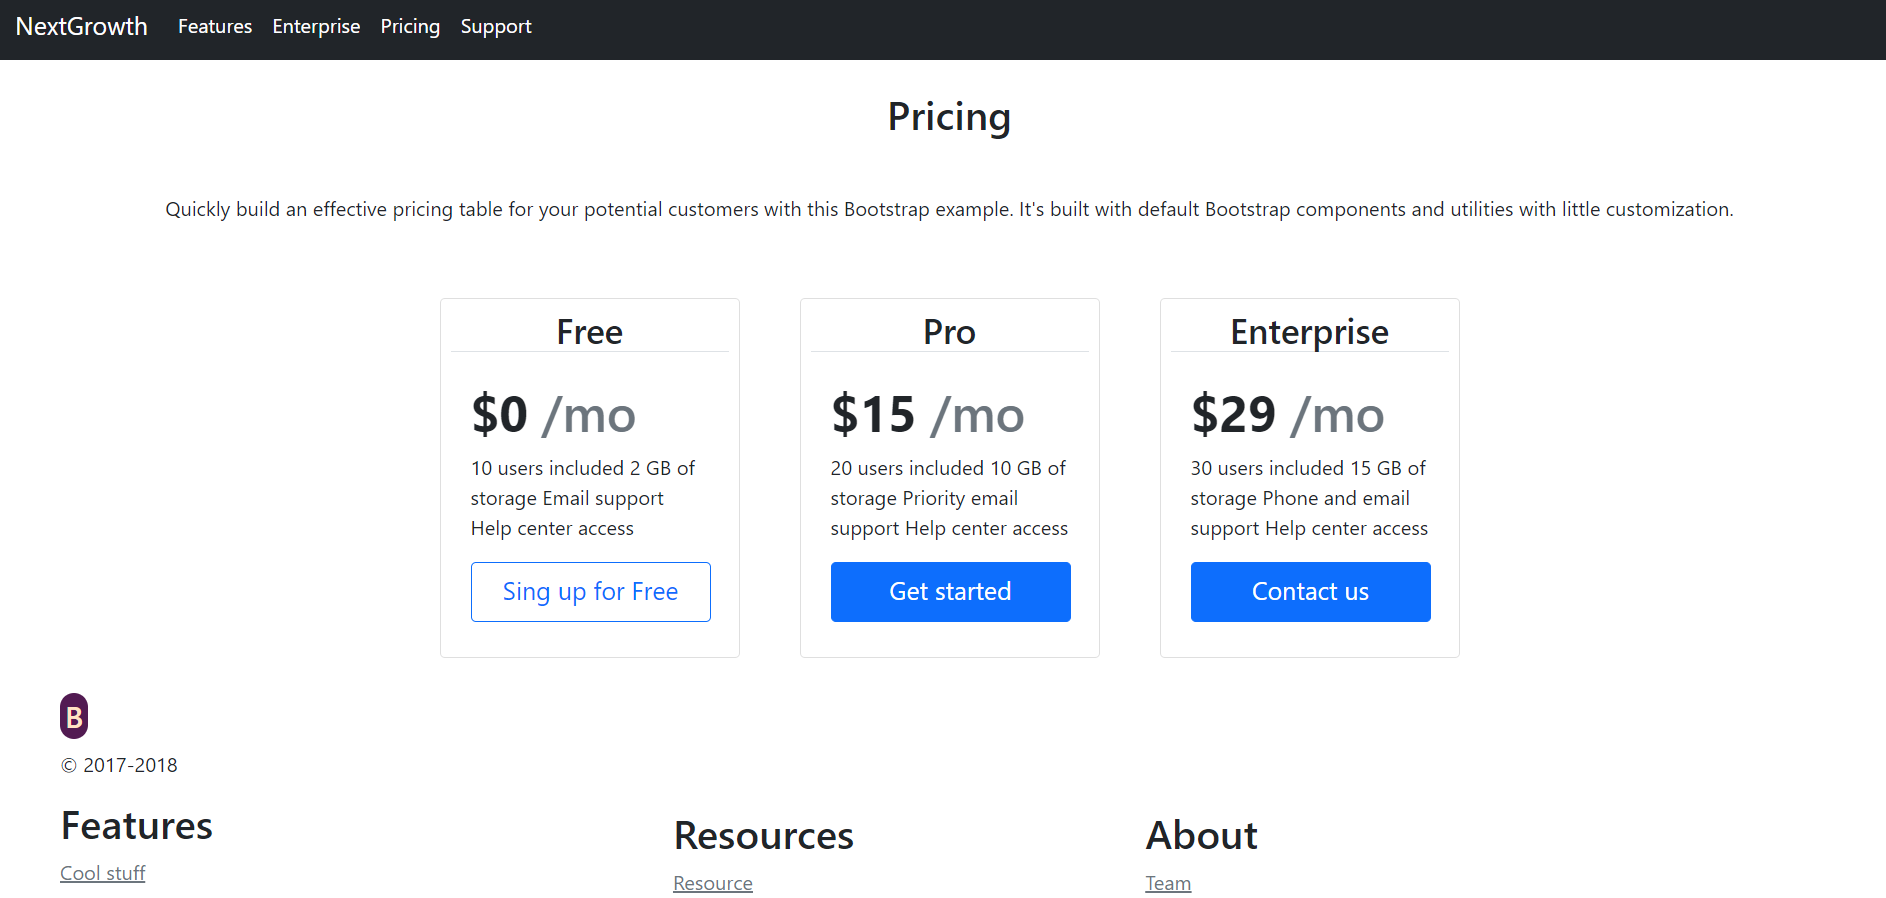 NextGrowth Features Enterprise Pricing Support
Pricing
Quickly build an effective pricing table for your potential customers with this Bootstrap example. It's built with default Bootstrap components and utilities with little customization.
Free
$0 /mo
10 users included 2 GB of
storage Email support
Help center access
Sing up for Free
Pro
$15 /mo
20 users included 10 GB of
storage Priority email
support Help center access
Get started
Enterprise
$29 /mo
30 users included 15 GB of
storage Phone and email
support Help center access
Contact us
B
© 2017-2018
Features
Cool stuff
Resources
Resource
About
Team